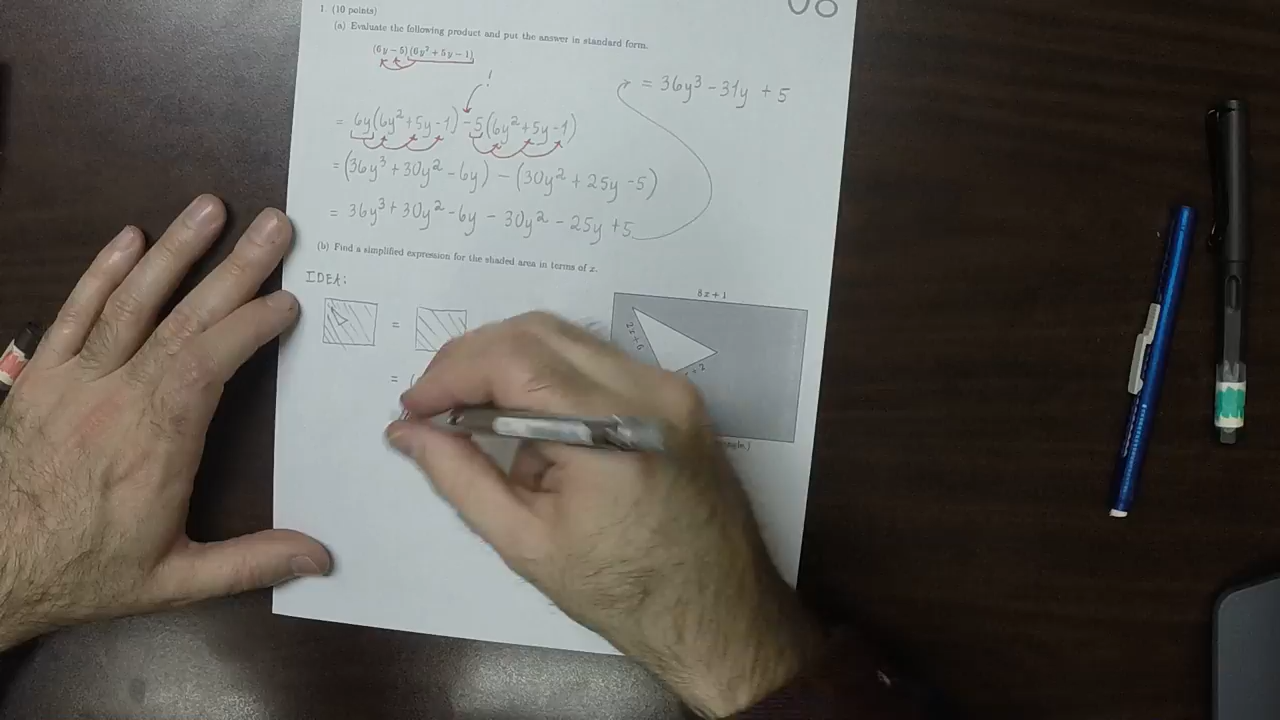 08
1. (10 points)
(a) Evaluate the following product and put the answer in standard form.
(6y − 5)(6y² + 5y − 1)
!
= 6y(6y²+5y−1) − 5(6y²+5y−1)
= (36y³ + 30y² − 6y) − (30y² + 25y − 5)
= 36y³ + 30y² − 6y − 30y² − 25y + 5
= 36y³ − 31y + 5
(b) Find a simplified expression for the shaded area in terms of x.
IDEA:
=
= (
8x + 1
2x + 6
+ 2